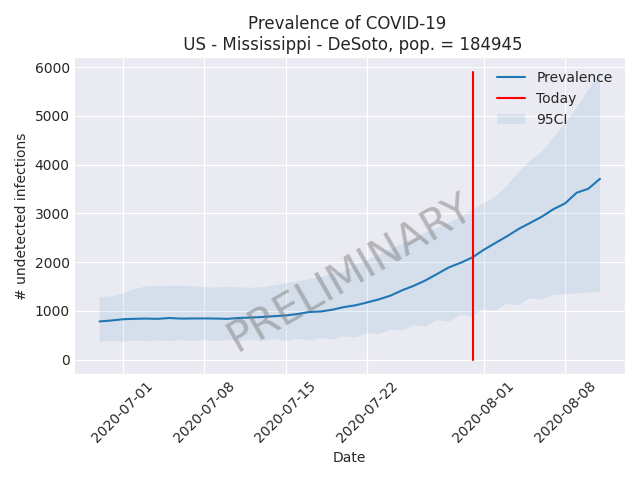 Prevalence of COVID-19
US - Mississippi - DeSoto, pop. = 184945
6000
5000
4000
3000
2000
1000
0
# undetected infections
Prevalence
Today
95CI
PRELIMINARY
2020-07-01
2020-07-08
2020-07-15
2020-07-22
2020-08-01
2020-08-08
Date